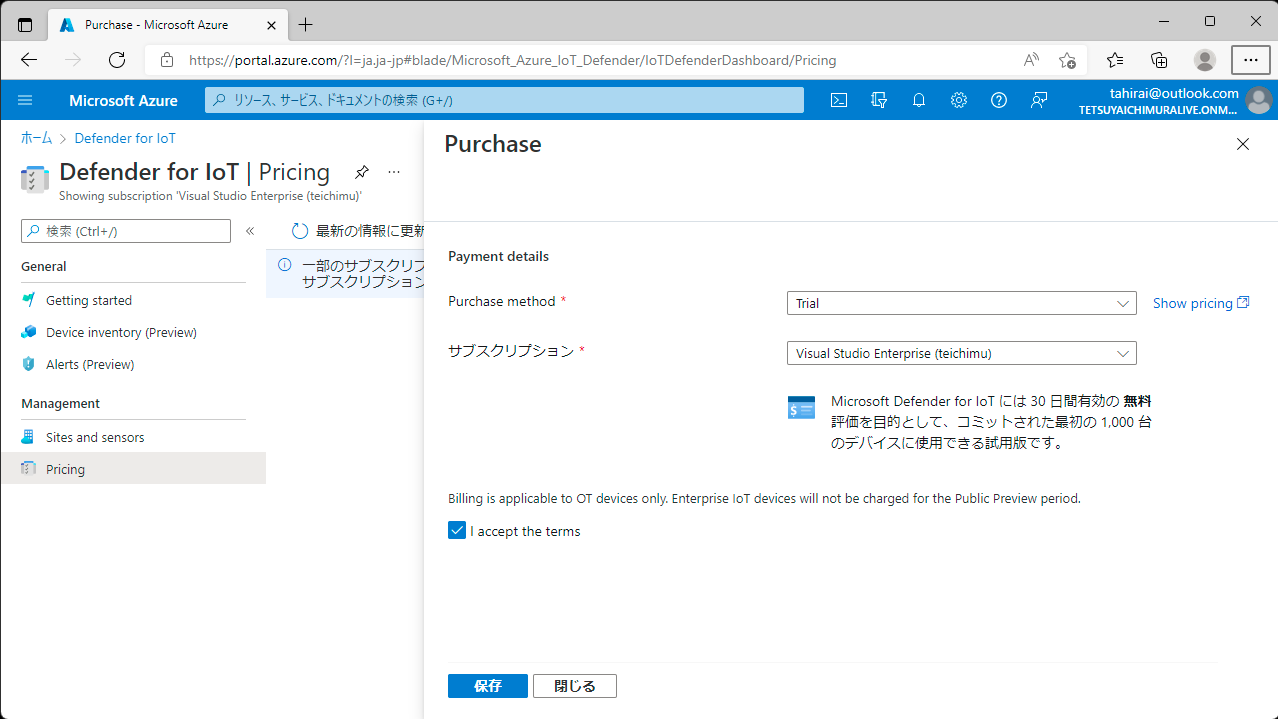 Purchase - Microsoft Azure
https://portal.azure.com/?l=ja.ja-jp#blade/Microsoft_Azure_IoT_Defender/IoTDefenderDashboard/Pricing
Microsoft Azure
リソース、サービス、ドキュメントの検索 (G+/)
tahirai@outlook.com
TETSUYAICHIMURALIVE.ONM...
ホーム > Defender for IoT
Defender for IoT | Pricing
Showing subscription 'Visual Studio Enterprise (teichimu)'
検索 (Ctrl+/)
General
Getting started
Device inventory (Preview)
Alerts (Preview)
Management
Sites and sensors
Pricing
最新の情報に更新
一部のサブスクリプ
サブスクリプション
Purchase
Payment details
Purchase method *
Trial
Show pricing
サブスクリプション *
Visual Studio Enterprise (teichimu)
Microsoft Defender for IoT には 30 日間有効の 無料
評価を目的として、コミットされた最初の 1,000 台
のデバイスに使用できる試用版です。
Billing is applicable to OT devices only. Enterprise IoT devices will not be charged for the Public Preview period.
I accept the terms
保存
閉じる